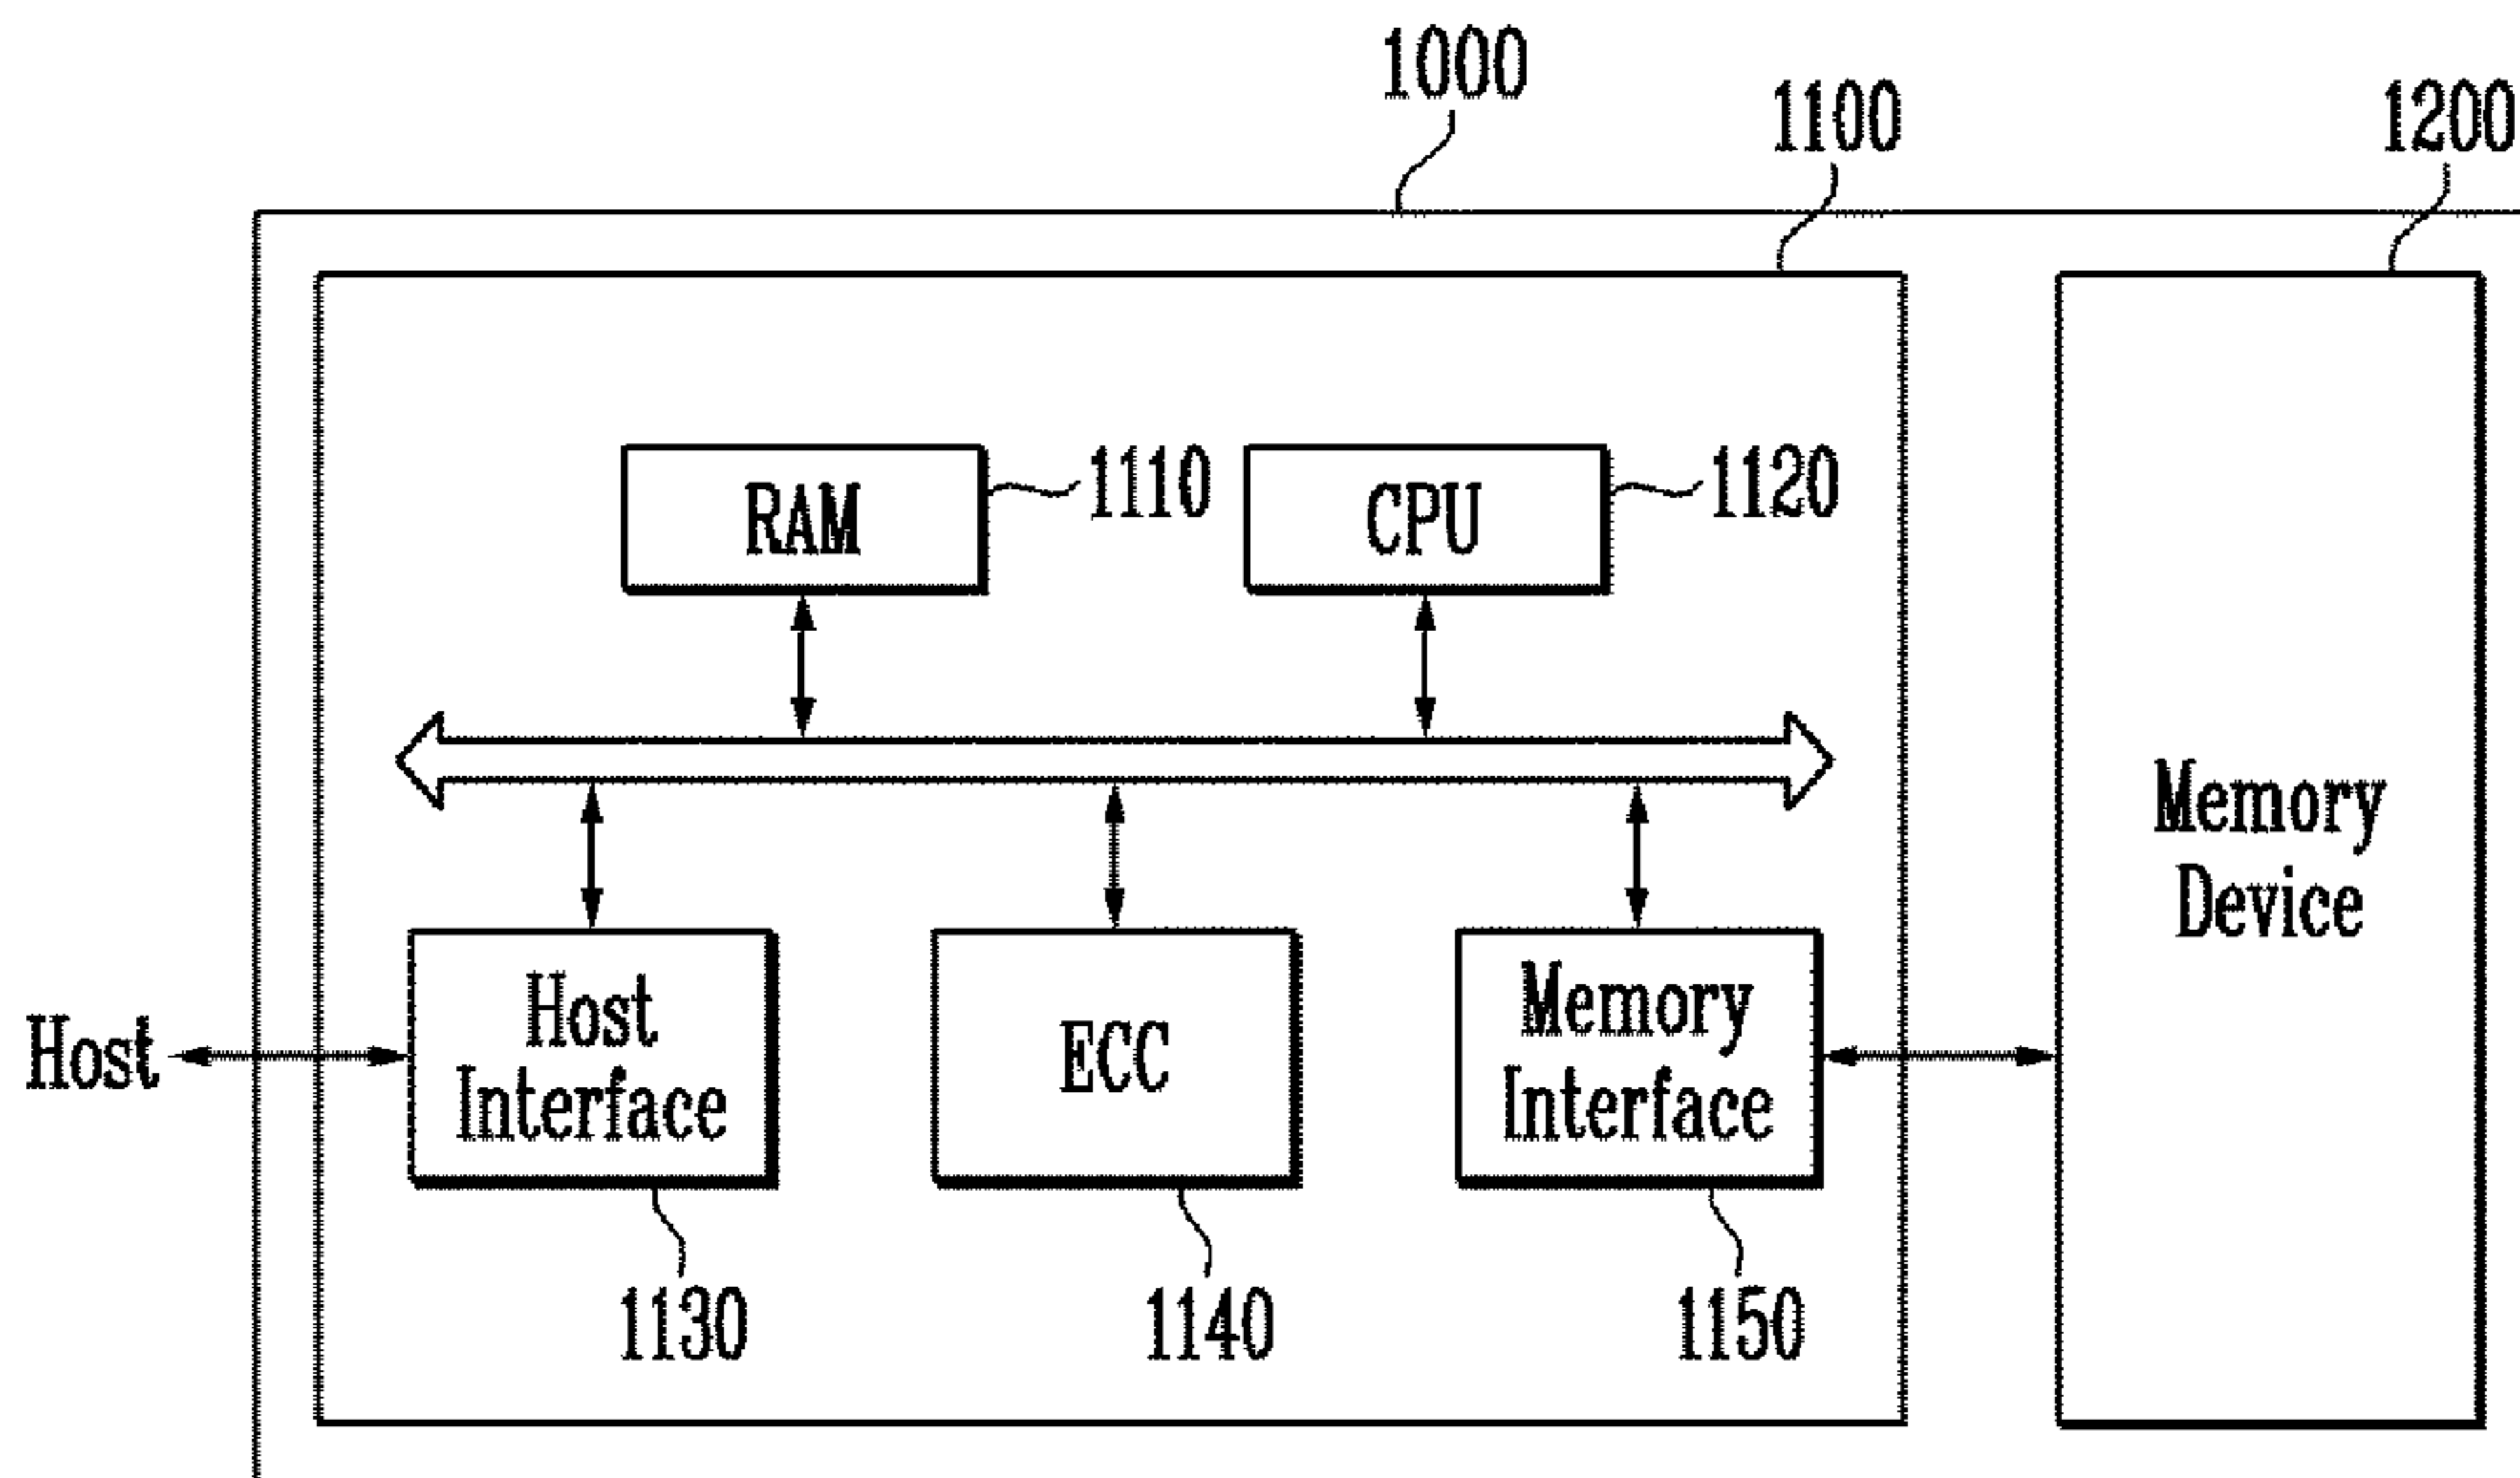 1000
1100
1200
RAM
1110
CPU
1120
Memory
Device
Host
Host
Interface
ECC
Memory
Interface
1130
1140
1150